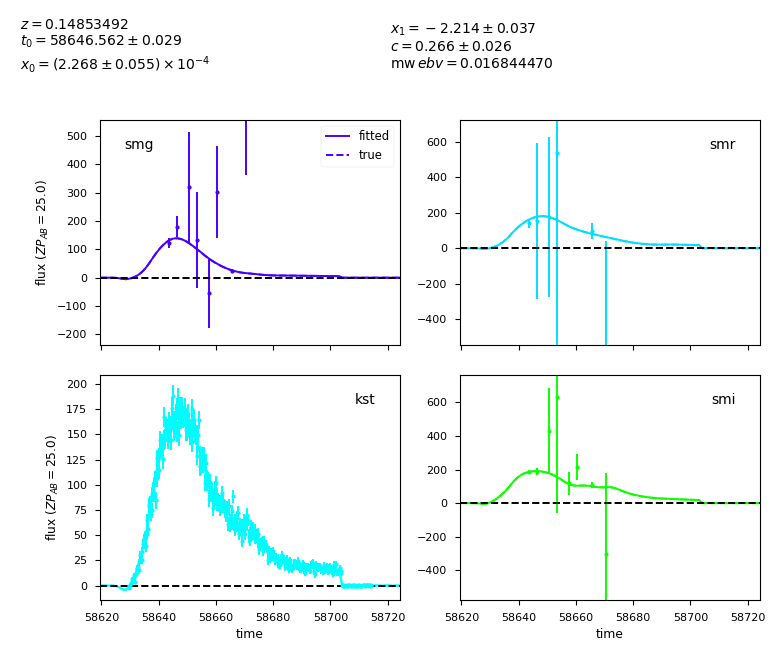 z = 0.14853492
t₀ = 58646.562 ± 0.029
x₀ = (2.268 ± 0.055) × 10⁻⁴
x₁ = −2.214 ± 0.037
c = 0.266 ± 0.026
mw ebv = 0.016844470
smg
fitted
true
500
400
300
200
100
0
−100
−200
flux (ZP_AB = 25.0)
smr
600
400
200
0
−200
−400
kst
200
175
150
125
100
75
50
25
0
flux (ZP_AB = 25.0)
58620 58640 58660 58680 58700 58720
time
smi
600
400
200
0
−200
−400
58620 58640 58660 58680 58700 58720
time